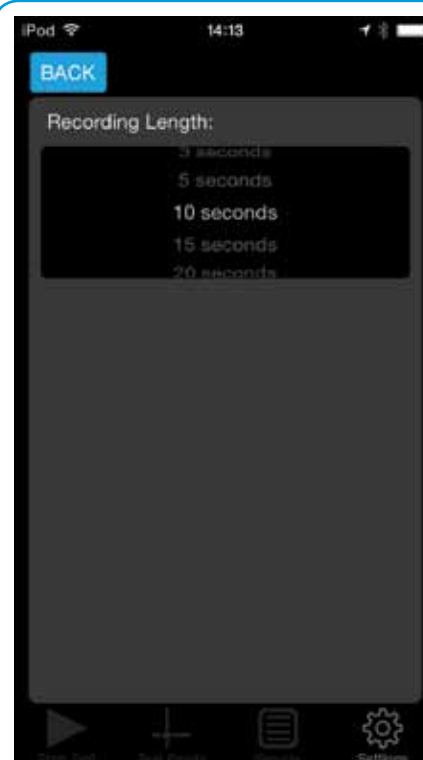 iPod 14:13
BACK
Recording Length:
3 seconds
5 seconds
10 seconds
15 seconds
20 seconds
Settings